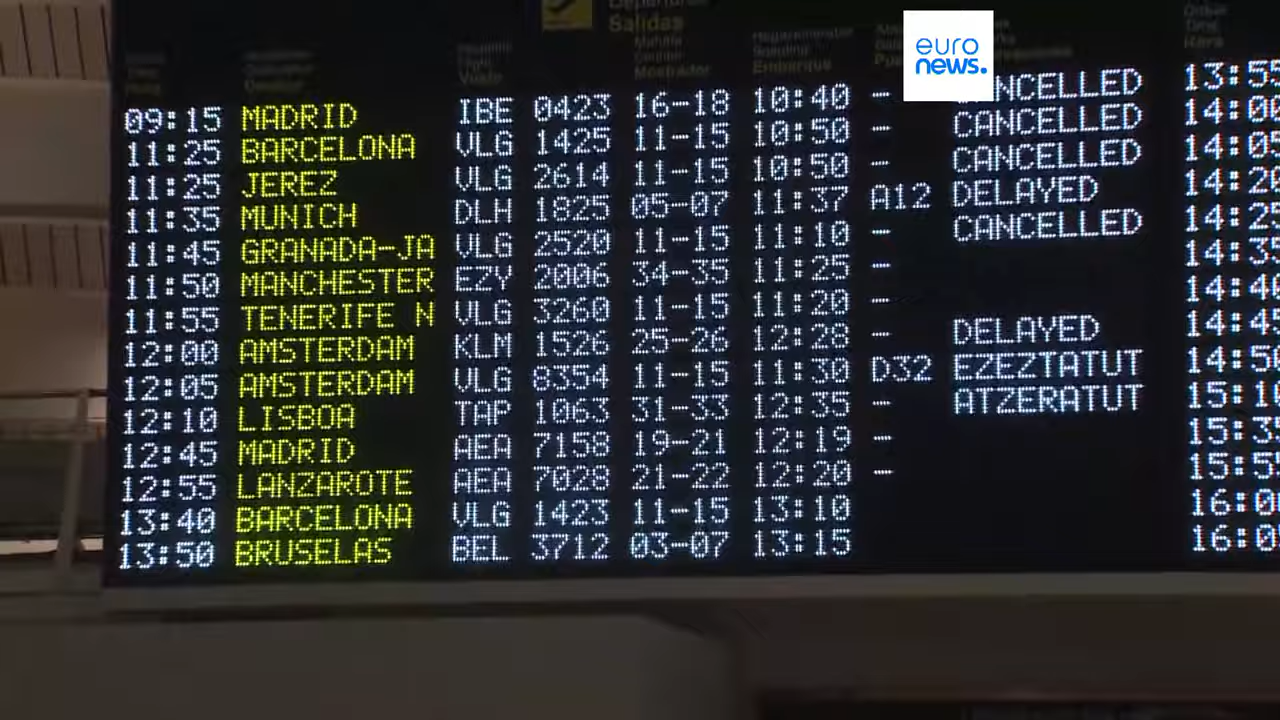 euro
news.
Departures
Salidas
09:15 MADRID IBE 0423 16-18 10:40 - NCELLED
11:25 BARCELONA VLG 1425 11-15 10:50 - CANCELLED
11:25 JEREZ VLG 2614 11-15 10:50 - CANCELLED
11:35 MUNICH DLH 1825 05-07 11:37 A12 DELAYED
11:45 GRANADA-JA VLG 2520 11-15 11:10 - CANCELLED
11:50 MANCHESTER EZY 2006 34-35 11:25 -
11:55 TENERIFE N VLG 3260 11-15 11:20 -
12:00 AMSTERDAM KLM 1526 25-26 12:28 - DELAYED
12:05 AMSTERDAM VLG 8354 11-15 11:30 D32 EZEZTATUT
12:10 LISBOA TAP 1063 31-33 12:35 - ATZERATUT
12:45 MADRID AEA 7158 19-21 12:19 -
12:55 LANZAROTE AEA 7028 21-22 12:20 -
13:40 BARCELONA VLG 1423 11-15 13:10
13:50 BRUSELAS BEL 3712 03-07 13:15